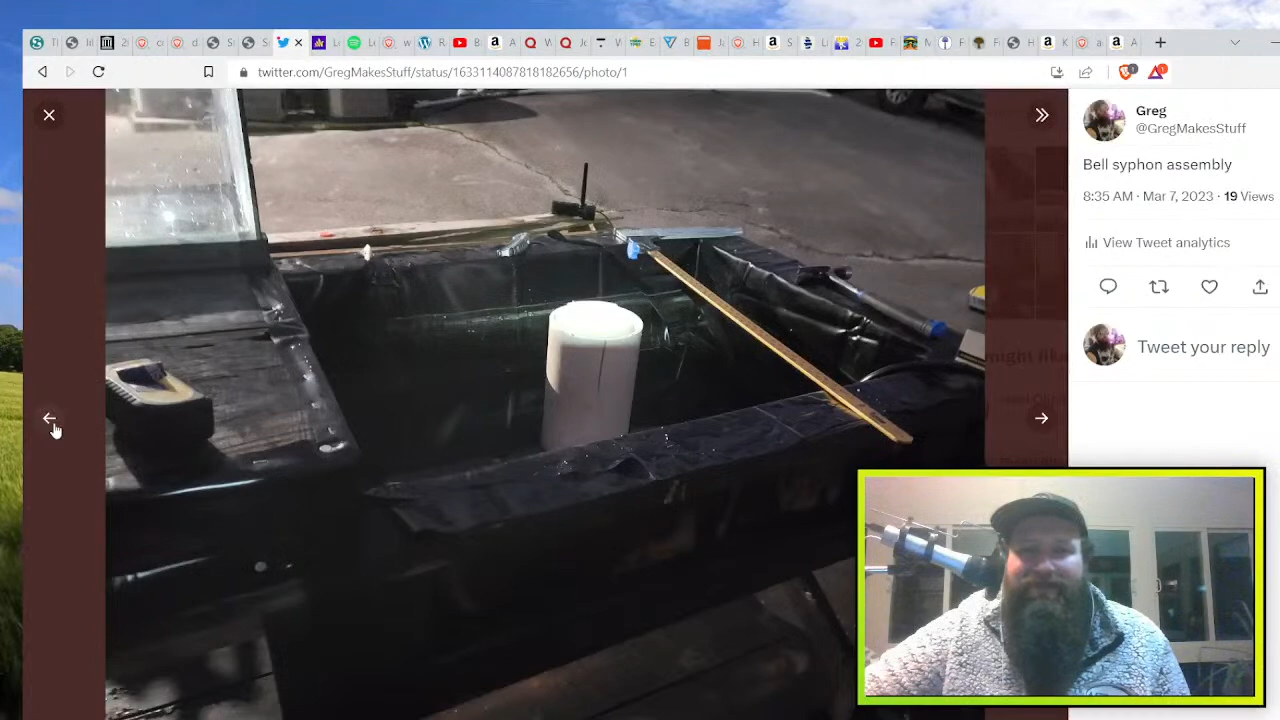 twitter.com/GregMakesStuff/status/1633114087818182656/photo/1
Greg
@GregMakesStuff
Bell syphon assembly
8:35 AM · Mar 7, 2023 · 19 Views
View Tweet analytics
Tweet your reply